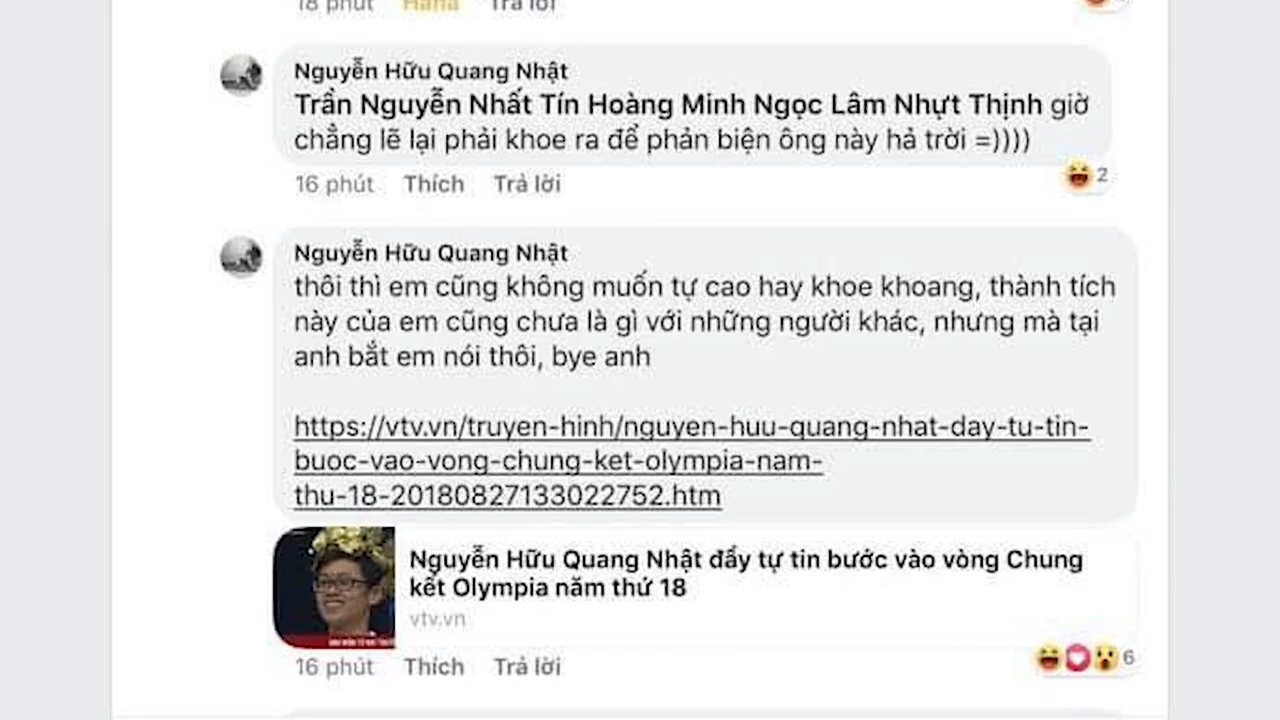 18 phút Haha Trả lời
Nguyễn Hữu Quang Nhật
Trần Nguyễn Nhất Tín Hoàng Minh Ngọc Lâm Nhựt Thịnh giờ
chẳng lẽ lại phải khoe ra để phản biện ông này hả trời =))))
16 phút Thích Trả lời
2
Nguyễn Hữu Quang Nhật
thôi thì em cũng không muốn tự cao hay khoe khoang, thành tích
này của em cũng chưa là gì với những người khác, nhưng mà tại
anh bắt em nói thôi, bye anh
https://vtv.vn/truyen-hinh/nguyen-huu-quang-nhat-day-tu-tin-
buoc-vao-vong-chung-ket-olympia-nam-
thu-18-20180827133022752.htm
Nguyễn Hữu Quang Nhật đầy tự tin bước vào vòng Chung
kết Olympia năm thứ 18
vtv.vn
16 phút Thích Trả lời
6